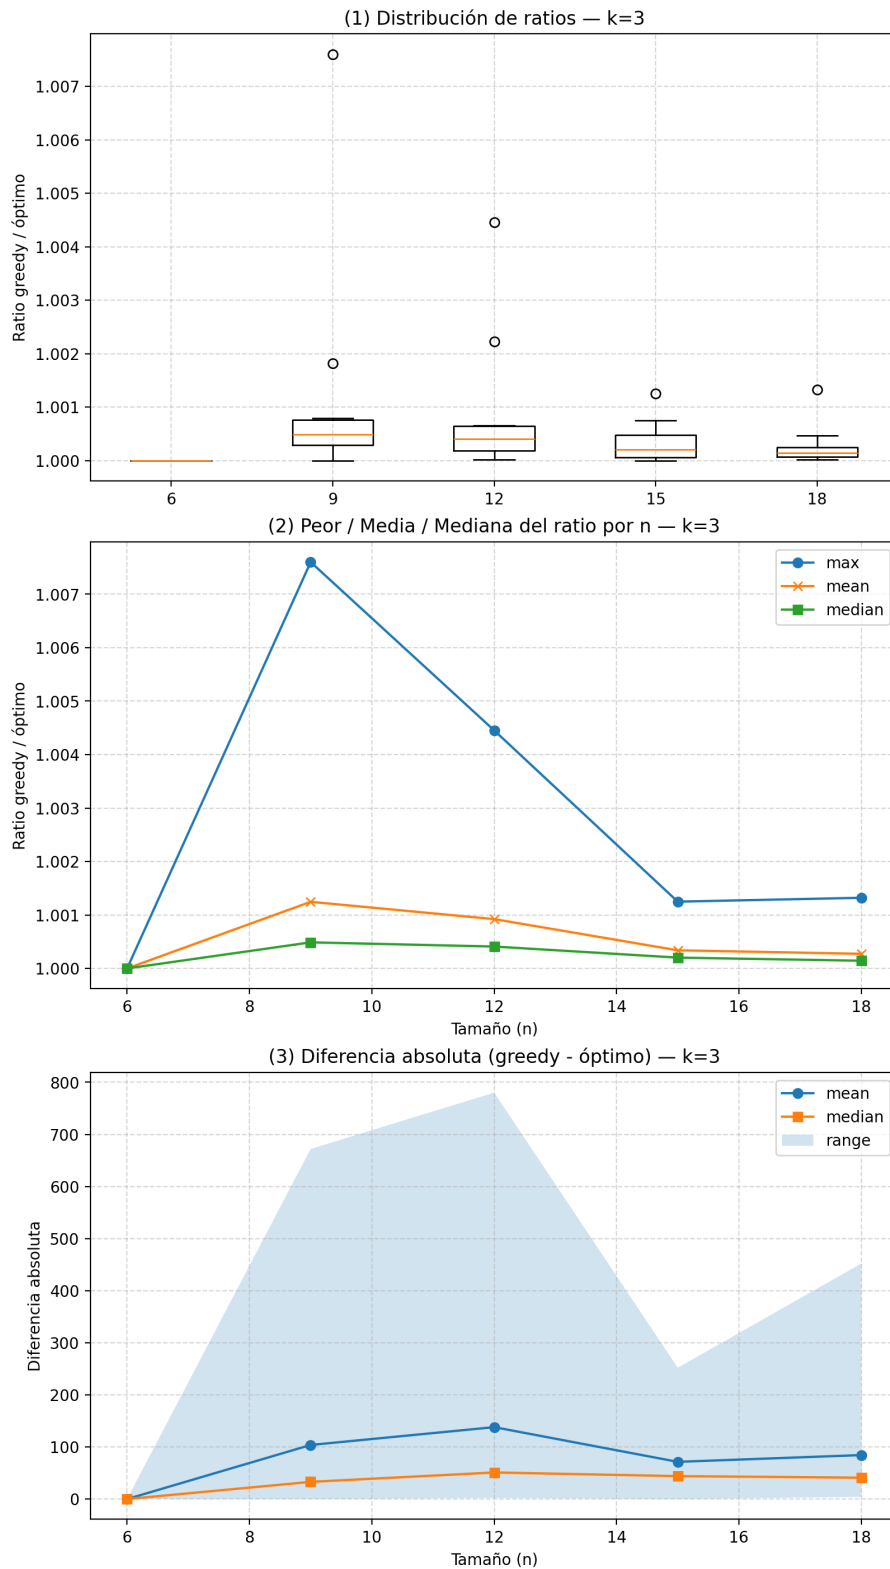 (1) Distribución de ratios — k=3
Ratio greedy / óptimo
1.007
1.006
1.005
1.004
1.003
1.002
1.001
1.000
6 9 12 15 18
(2) Peor / Media / Mediana del ratio por n — k=3
Ratio greedy / óptimo
1.007
1.006
1.005
1.004
1.003
1.002
1.001
1.000
max
mean
median
6 8 10 12 14 16 18
Tamaño (n)
(3) Diferencia absoluta (greedy - óptimo) — k=3
Diferencia absoluta
800
700
600
500
400
300
200
100
0
mean
median
range
6 8 10 12 14 16 18
Tamaño (n)